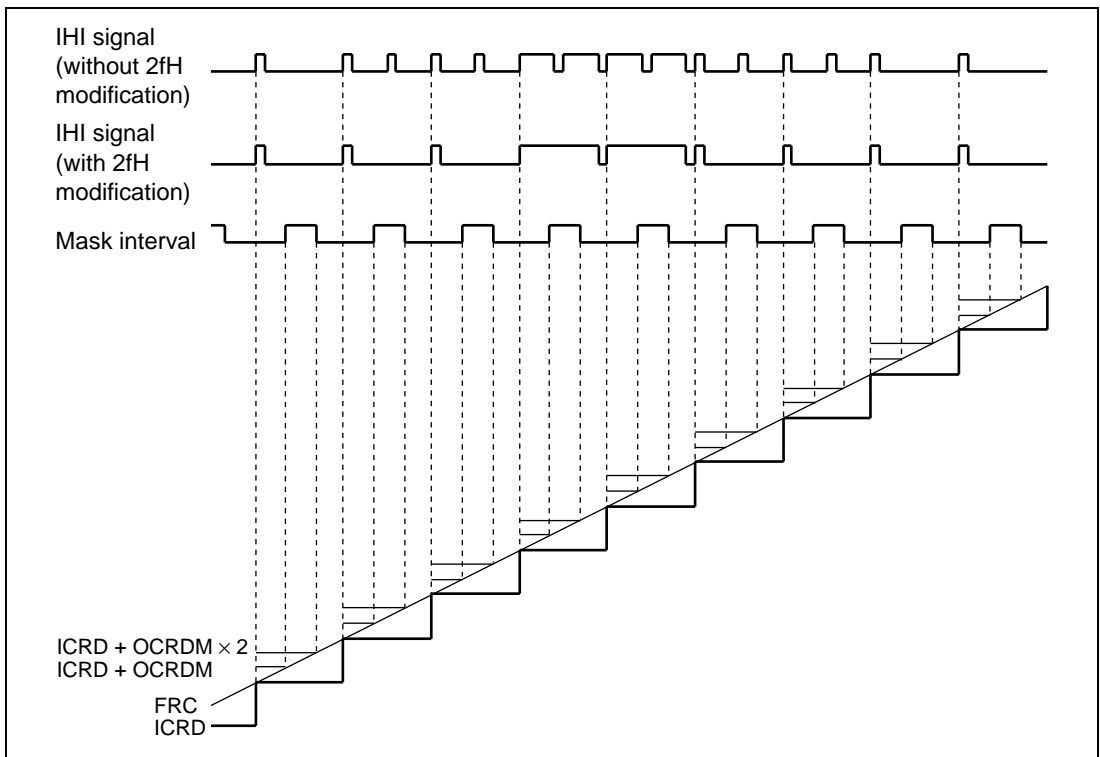 IHI signal
(without 2fH
modification)
IHI signal
(with 2fH
modification)
Mask interval
ICRD + OCRDM × 2
ICRD + OCRDM
FRC
ICRD